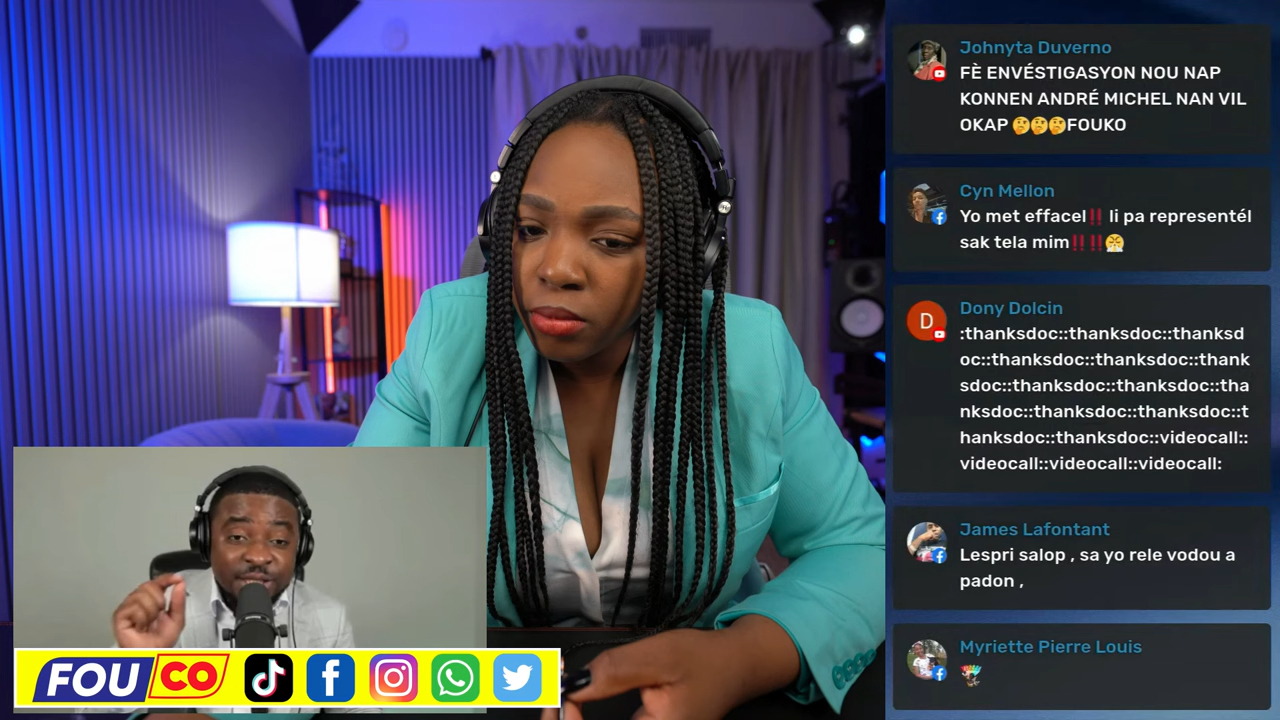 Johnyta Duverno
FÈ ENVÉSTIGASYON NOU NAP
KONNEN ANDRÉ MICHEL NAN VIL
OKAP 🤔🤔🤔FOUKO
Cyn Mellon
Yo met effacel‼️ li pa representél
sak tela mim‼️‼️😤
D
Dony Dolcin
:thanksdoc::thanksdoc::thanksd
oc::thanksdoc::thanksdoc::thank
sdoc::thanksdoc::thanksdoc::tha
nksdoc::thanksdoc::thanksdoc::t
hanksdoc::thanksdoc::videocall::
videocall::videocall::videocall:
James Lafontant
Lespri salop , sa yo rele vodou a
padon ,
Myriette Pierre Louis
FOUCO